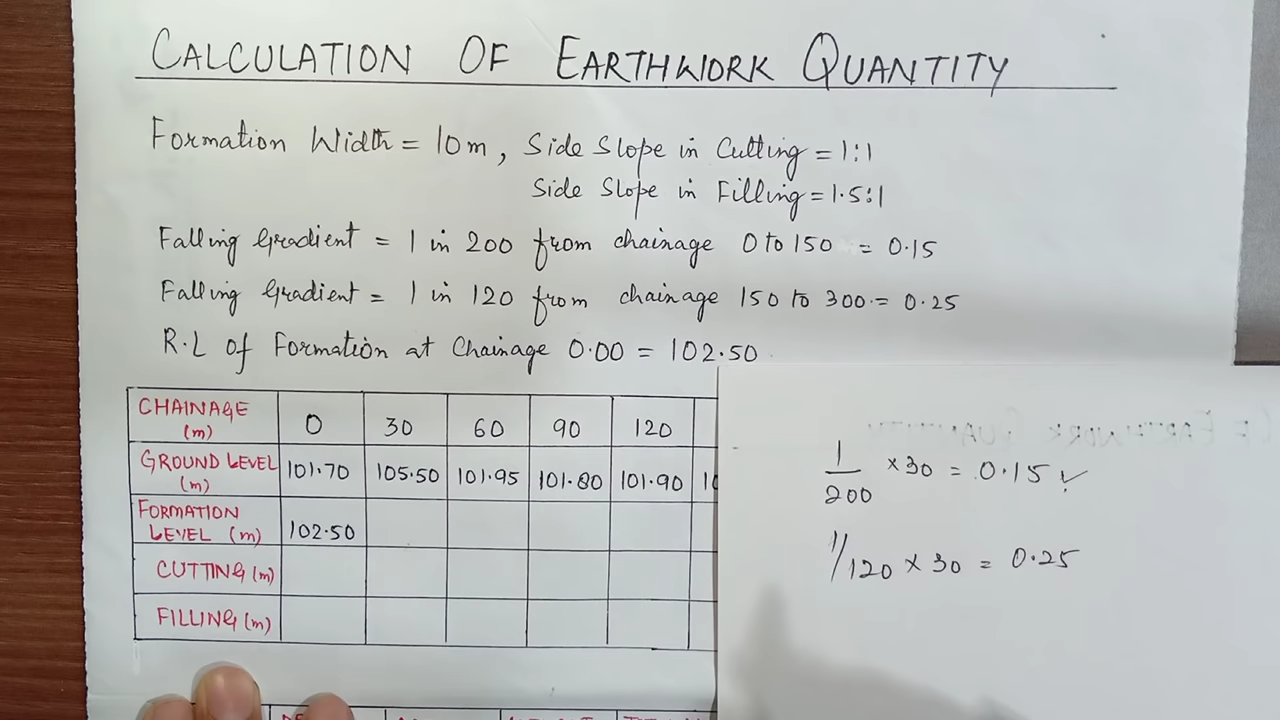 CALCULATION OF EARTHWORK QUANTITY
Formation Width = 10m, Side Slope in Cutting = 1:1
Side Slope in Filling = 1.5:1
Falling Gradient = 1 in 200 from chainage 0 to 150 = 0.15
Falling Gradient = 1 in 120 from chainage 150 to 300 = 0.25
R.L of Formation at Chainage 0.00 = 102.50
CHAINAGE (m) 0 30 60 90 120
GROUND LEVEL (m) 101.70 105.50 101.95 101.80 101.90 10
FORMATION LEVEL (m) 102.50
CUTTING (m)
FILLING (m)
1/200 × 30 = 0.15 ✓
1/120 × 30 = 0.25